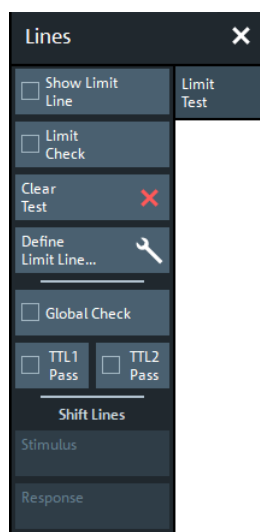 Lines
Show Limit
Line
Limit
Test
Limit
Check
Clear
Test
Define
Limit Line...
Global Check
TTL1
Pass
TTL2
Pass
Shift Lines
Stimulus
Response